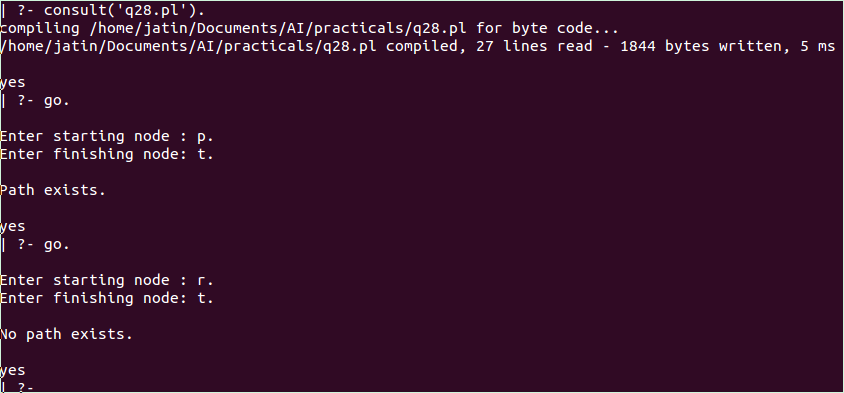 | ?- consult('q28.pl').
compiling /home/jatin/Documents/AI/practicals/q28.pl for byte code...
/home/jatin/Documents/AI/practicals/q28.pl compiled, 27 lines read - 1844 bytes written, 5 ms
yes
| ?- go.
Enter starting node : p.
Enter finishing node: t.
Path exists.
yes
| ?- go.
Enter starting node : r.
Enter finishing node: t.
No path exists.
yes
| ?-